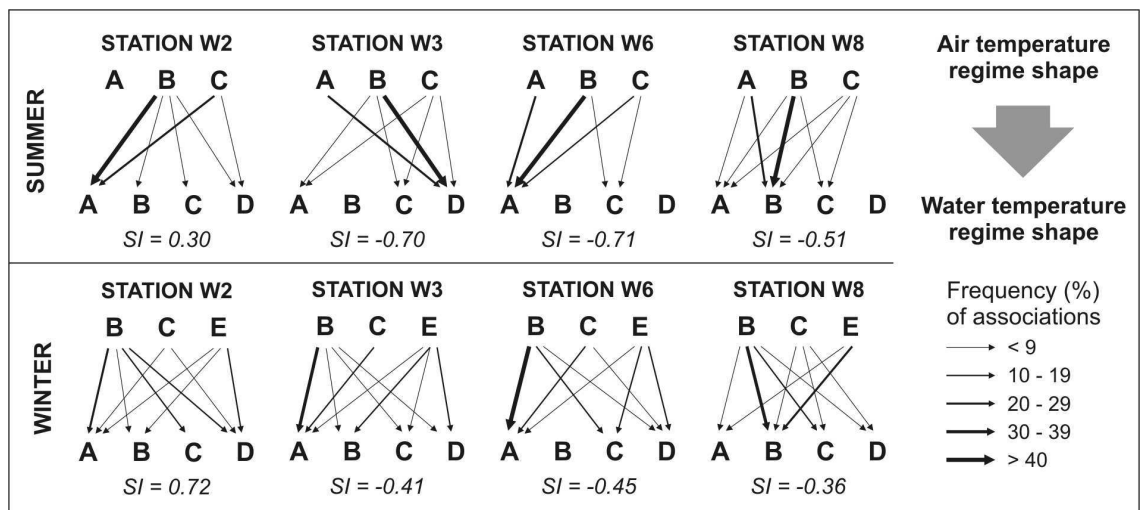 SUMMER
STATION W2 STATION W3 STATION W6 STATION W8
A B C A B C A B C A B C
A B C D A B C D A B C D A B C D
SI = 0.30 SI = -0.70 SI = -0.71 SI = -0.51
WINTER
STATION W2 STATION W3 STATION W6 STATION W8
B C E B C E B C E B C E
A B C D A B C D A B C D A B C D
SI = 0.72 SI = -0.41 SI = -0.45 SI = -0.36
Air temperature
regime shape
Water temperature
regime shape
Frequency (%)
of associations
< 9
10 - 19
20 - 29
30 - 39
> 40